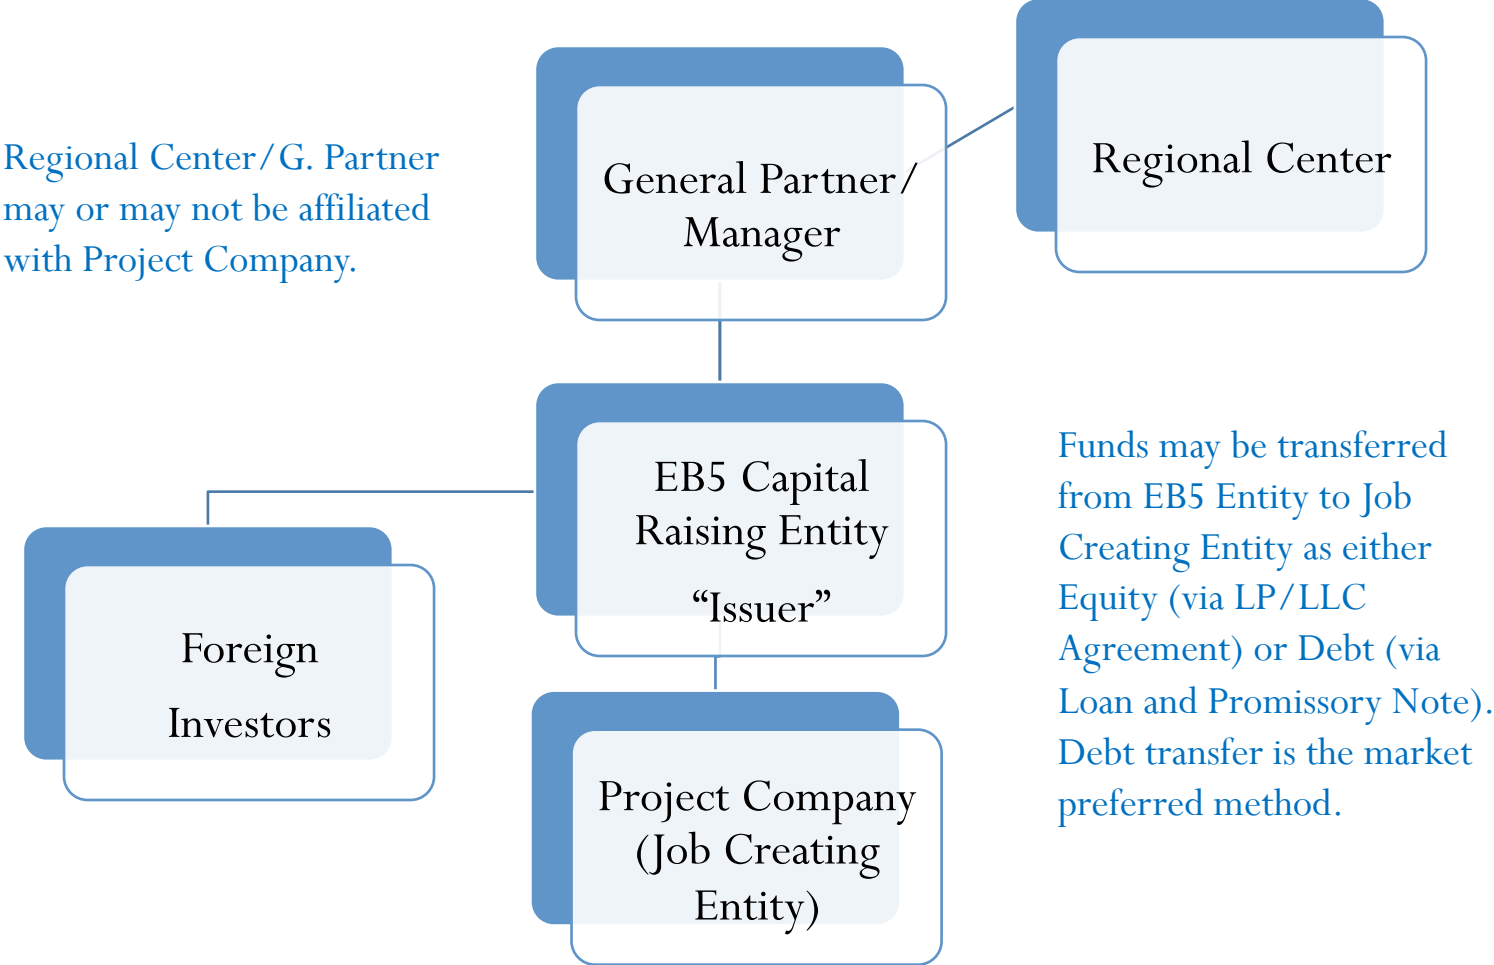 Regional Center/G. Partner
may or may not be affiliated
with Project Company.
General Partner/
Manager
Regional Center
EB5 Capital
Raising Entity
“Issuer”
Foreign
Investors
Project Company
(Job Creating
Entity)
Funds may be transferred
from EB5 Entity to Job
Creating Entity as either
Equity (via LP/LLC
Agreement) or Debt (via
Loan and Promissory Note).
Debt transfer is the market
preferred method.